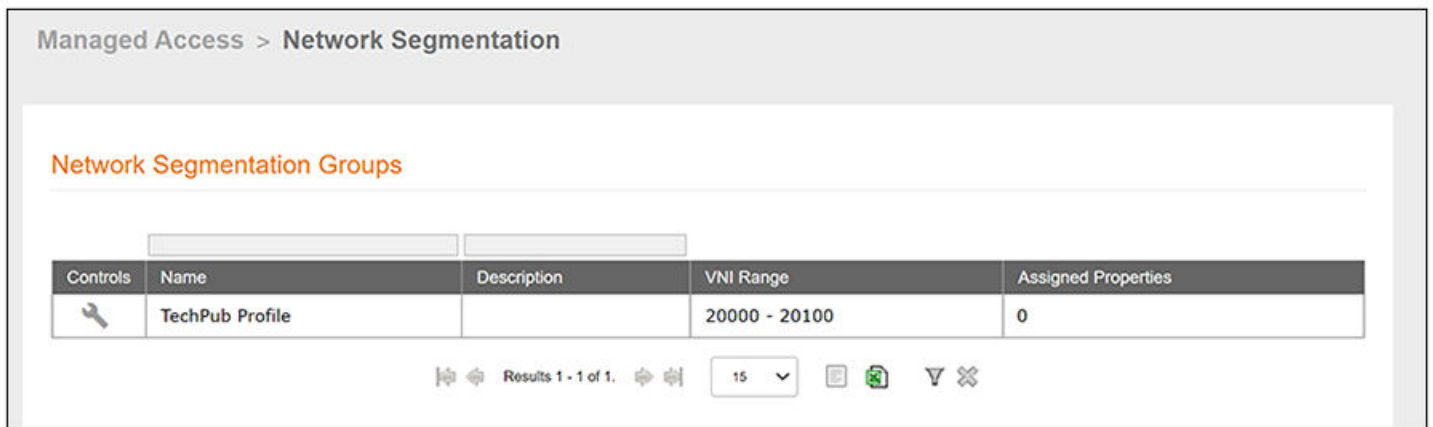 Managed Access > Network Segmentation
Network Segmentation Groups
Controls Name Description VNI Range Assigned Properties
TechPub Profile 20000 - 20100 0
Results 1 - 1 of 1. 15